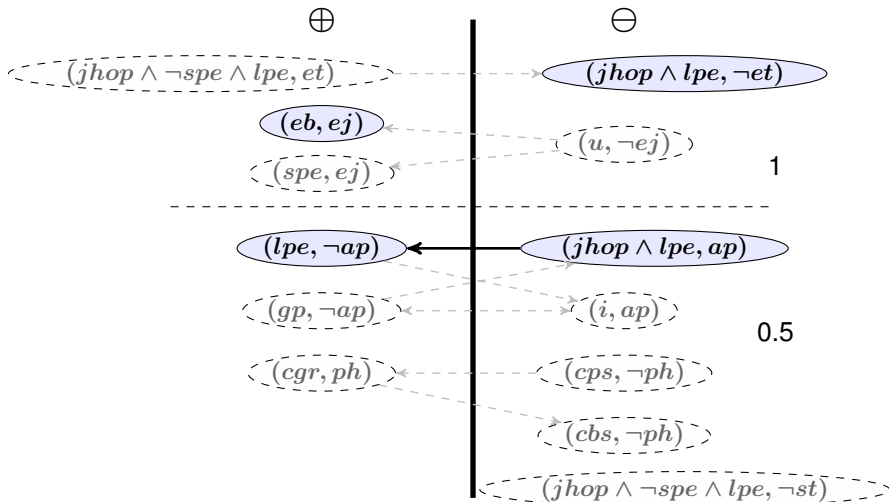 ⊕ ⊖
(jhop ∧ ¬spe ∧ lpe, et) (jhop ∧ lpe, ¬et)
(eb, ej)
(u, ¬ej)
(spe, ej)
1
(lpe, ¬ap) (jhop ∧ lpe, ap)
(gp, ¬ap) (i, ap)
0.5
(cgr, ph) (cps, ¬ph)
(cbs, ¬ph)
(jhop ∧ ¬spe ∧ lpe, ¬st)